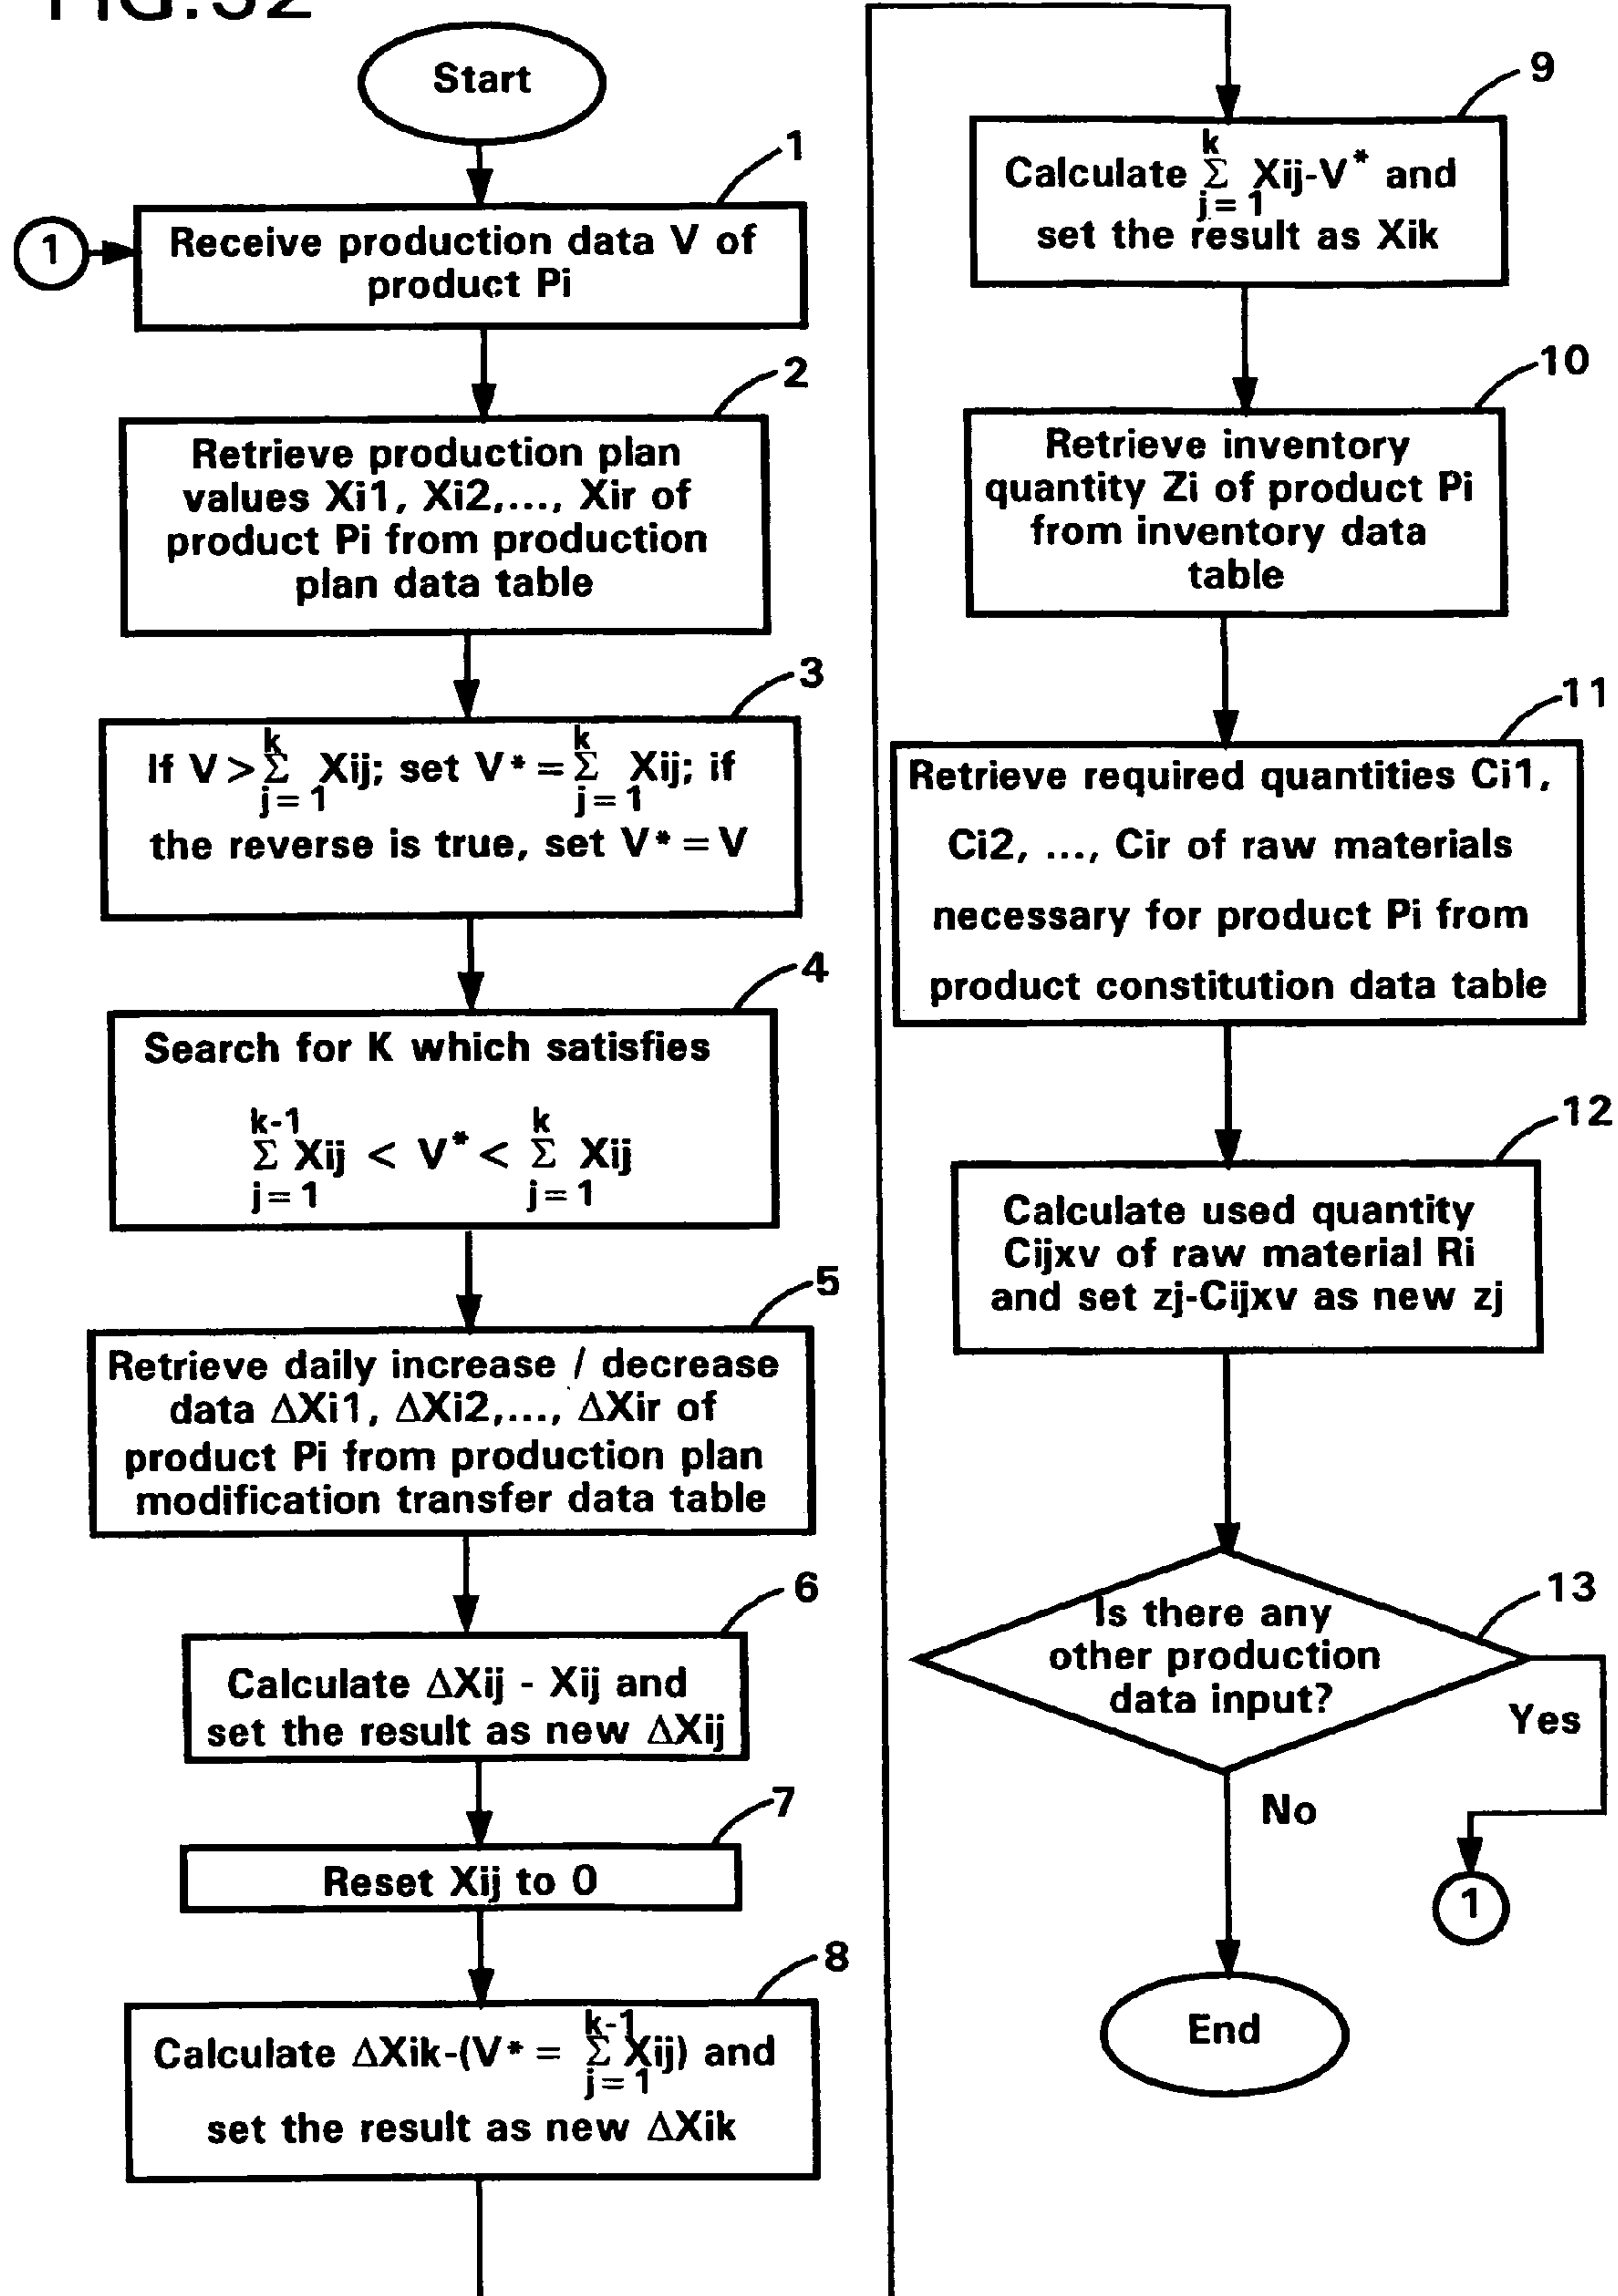 FIG.32
Start
1
1
Receive production data V of
product Pi
2
Retrieve production plan
values Xi1, Xi2,..., Xir of
product Pi from production
plan data table
3
k k
If V > Σ Xij; set V* = Σ Xij; if
j=1 j=1
the reverse is true, set V* = V
4
Search for K which satisfies
k-1 k
Σ Xij < V* < Σ Xij
j=1 j=1
5
Retrieve daily increase / decrease
data ΔXi1, ΔXi2,..., ΔXir of
product Pi from production plan
modification transfer data table
6
Calculate ΔXij - Xij and
set the result as new ΔXij
7
Reset Xij to 0
8
k-1
Calculate ΔXik-(V* = Σ Xij) and
j=1
set the result as new ΔXik
9
k
Calculate Σ Xij-V* and
j=1
set the result as Xik
10
Retrieve inventory
quantity Zi of product Pi
from inventory data
table
11
Retrieve required quantities Ci1,
Ci2, ..., Cir of raw materials
necessary for product Pi from
product constitution data table
12
Calculate used quantity
Cijxv of raw material Ri
and set zj-Cijxv as new zj
13
Is there any
other production
data input?
Yes
No
1
End